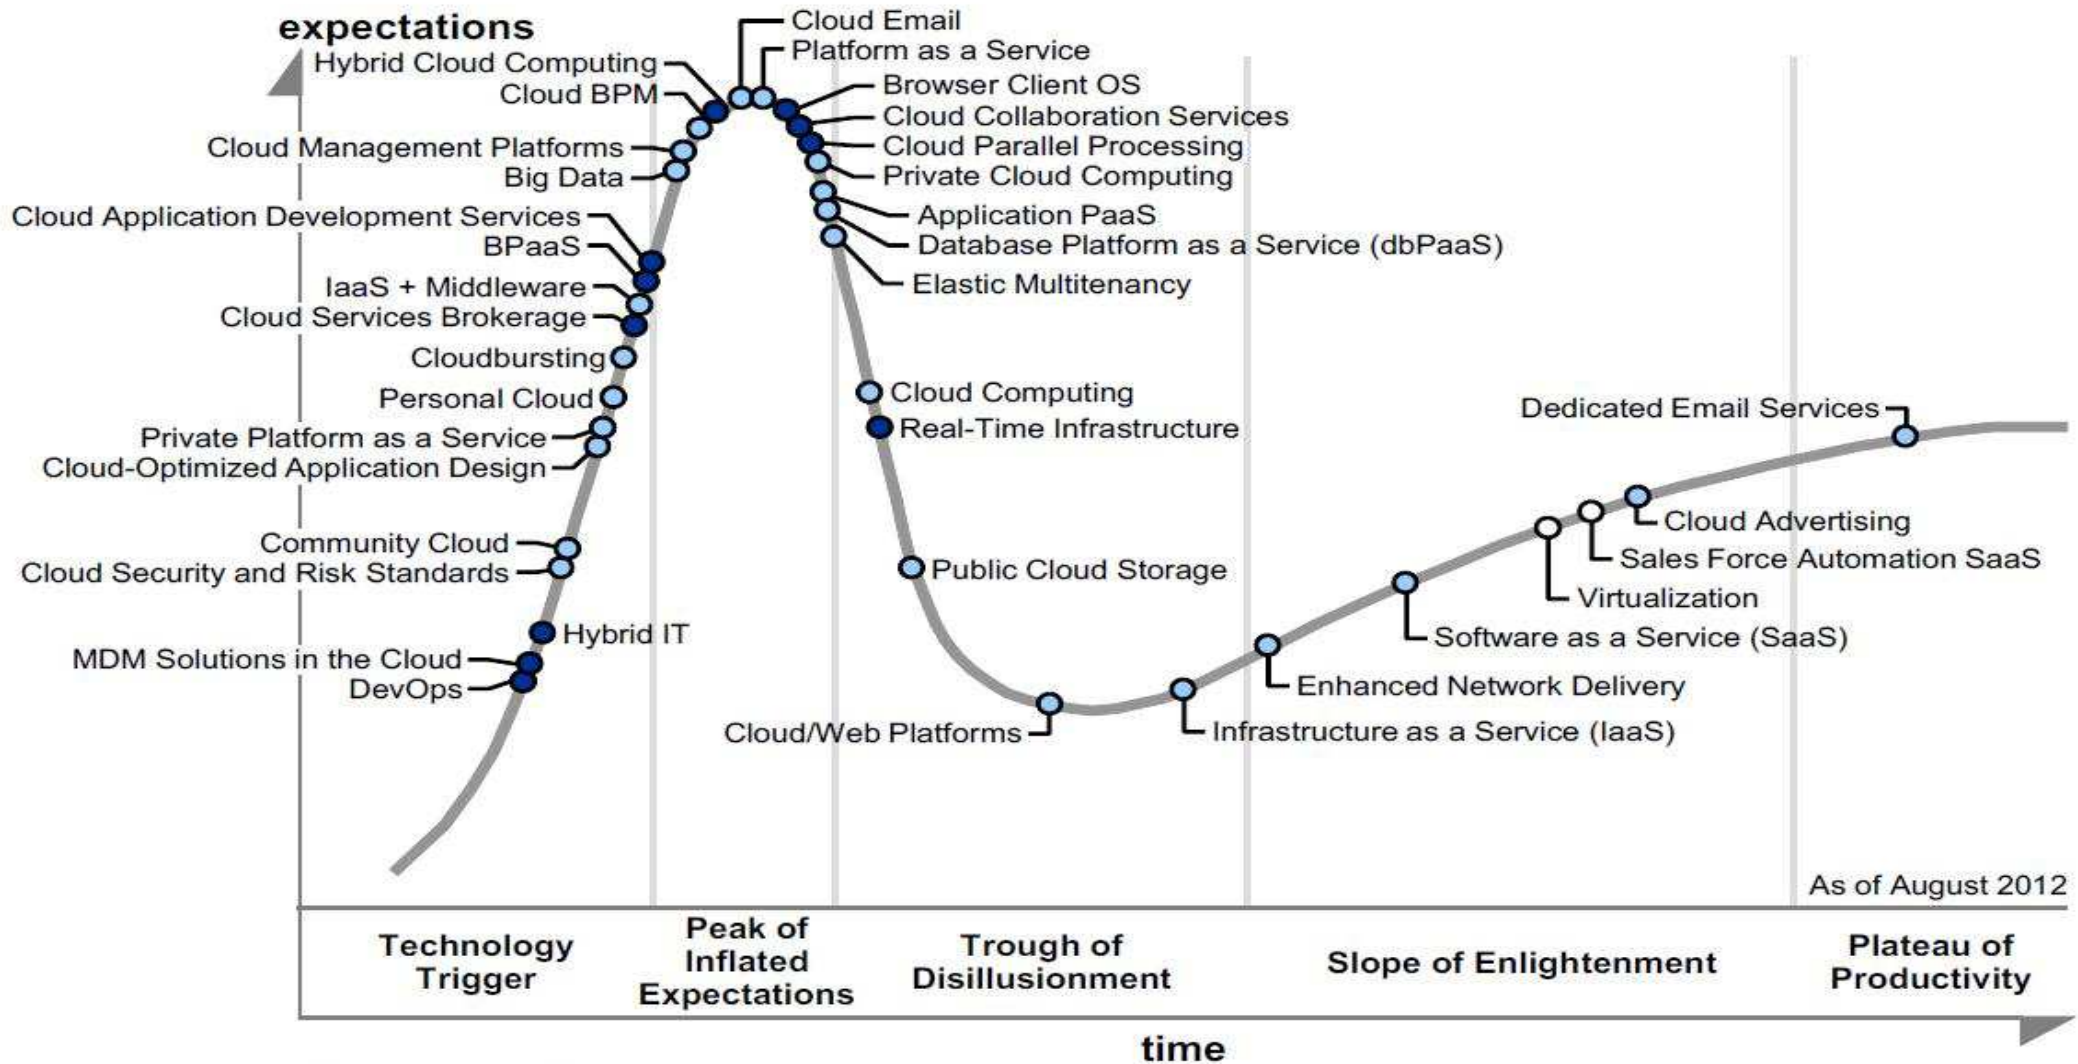 expectations
Cloud Email
Platform as a Service
Hybrid Cloud Computing
Cloud BPM
Browser Client OS
Cloud Collaboration Services
Cloud Management Platforms
Cloud Parallel Processing
Big Data
Private Cloud Computing
Cloud Application Development Services
Application PaaS
BPaaS
Database Platform as a Service (dbPaaS)
IaaS + Middleware
Elastic Multitenancy
Cloud Services Brokerage
Cloudbursting
Personal Cloud
Cloud Computing
Dedicated Email Services
Private Platform as a Service
Real-Time Infrastructure
Cloud-Optimized Application Design
Cloud Advertising
Community Cloud
Sales Force Automation SaaS
Cloud Security and Risk Standards
Public Cloud Storage
Virtualization
Hybrid IT
Software as a Service (SaaS)
MDM Solutions in the Cloud
DevOps
Enhanced Network Delivery
Cloud/Web Platforms
Infrastructure as a Service (IaaS)
As of August 2012
Technology
Trigger
Peak of
Inflated
Expectations
Trough of
Disillusionment
Slope of Enlightenment
Plateau of
Productivity
time